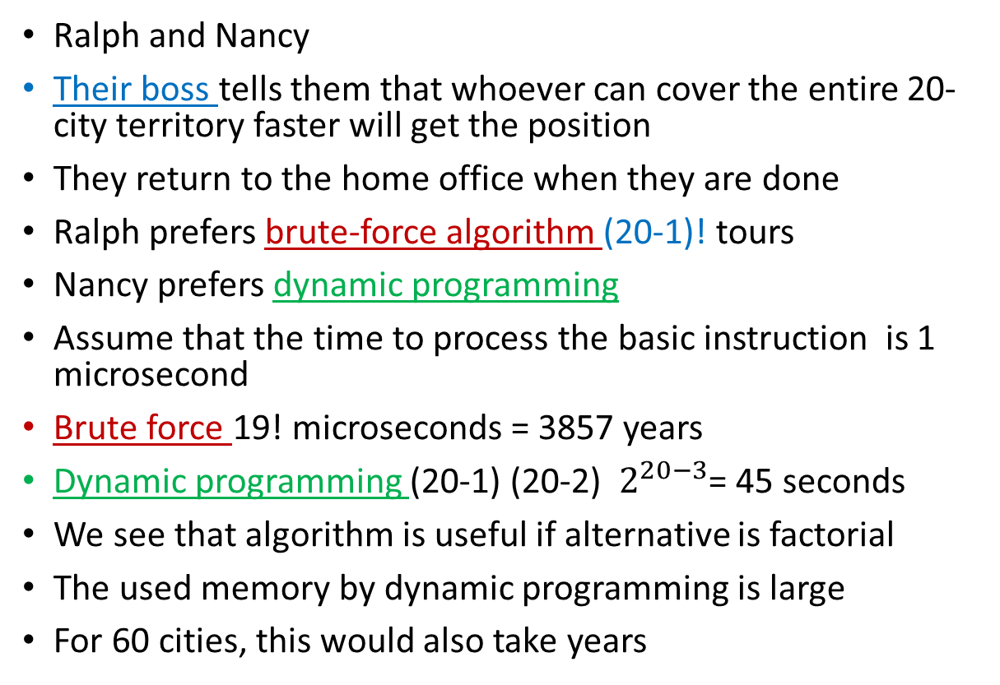 • Ralph and Nancy
• Their boss tells them that whoever can cover the entire 20-
city territory faster will get the position
• They return to the home office when they are done
• Ralph prefers brute-force algorithm (20-1)! tours
• Nancy prefers dynamic programming
• Assume that the time to process the basic instruction  is 1
microsecond
• Brute force 19! microseconds = 3857 years
• Dynamic programming (20-1) (20-2)  2²⁰⁻³= 45 seconds
• We see that algorithm is useful if alternative is factorial
• The used memory by dynamic programming is large
• For 60 cities, this would also take years